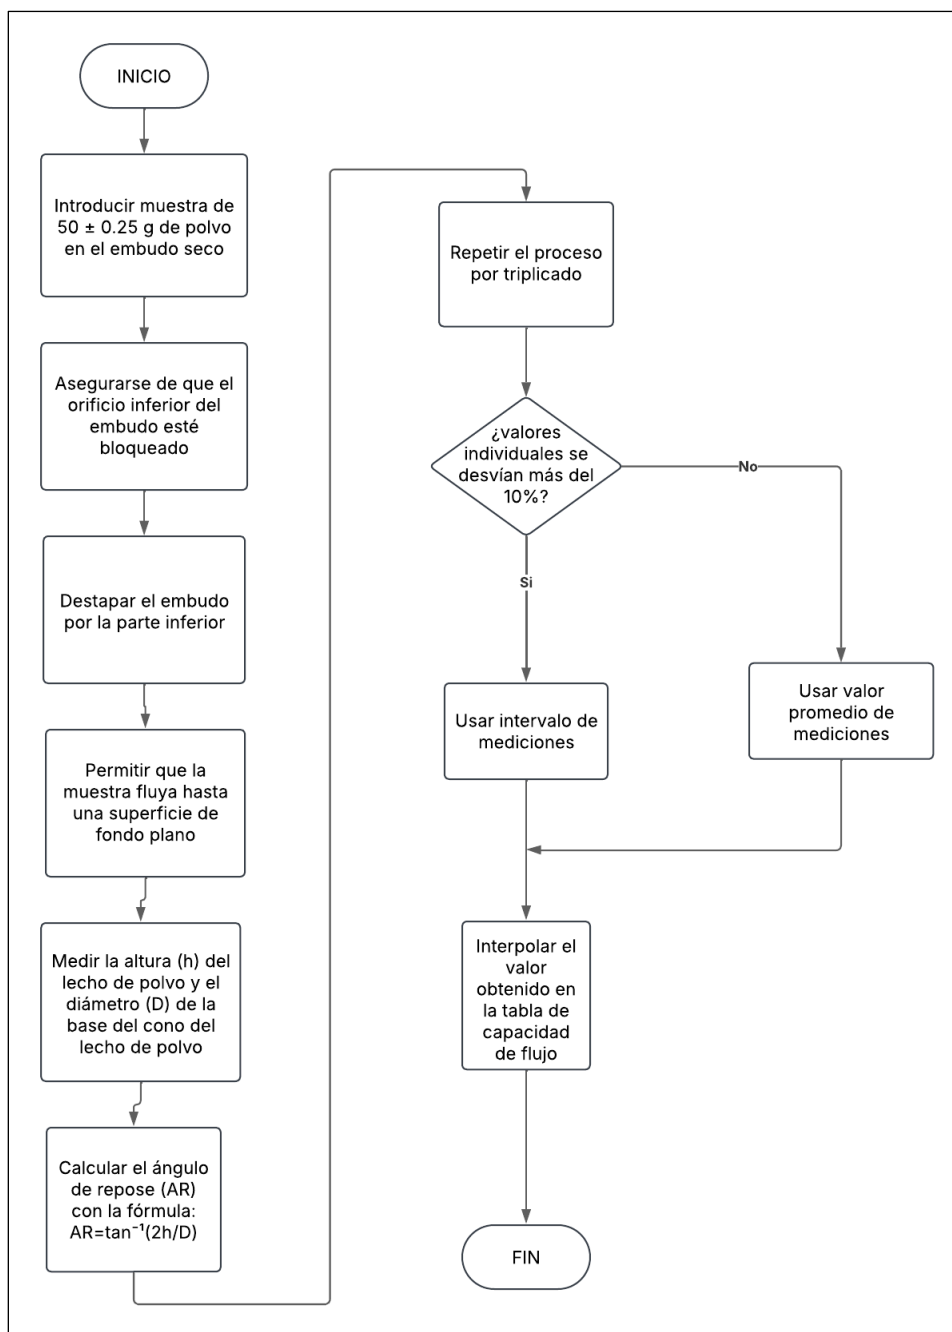 INICIO
Introducir muestra de
50 ± 0.25 g de polvo
en el embudo seco
Asegurarse de que el
orificio inferior del
embudo esté
bloqueado
Destapar el embudo
por la parte inferior
Permitir que la
muestra fluya hasta
una superficie de
fondo plano
Medir la altura (h) del
lecho de polvo y el
diámetro (D) de la
base del cono del
lecho de polvo
Calcular el ángulo
de repose (AR)
con la fórmula:
AR=tan⁻¹(2h/D)
Repetir el proceso
por triplicado
¿valores
individuales se
desvían más del
10%?
No
Si
Usar intervalo de
mediciones
Usar valor
promedio de
mediciones
Interpolar el
valor
obtenido en
la tabla de
capacidad
de flujo
FIN